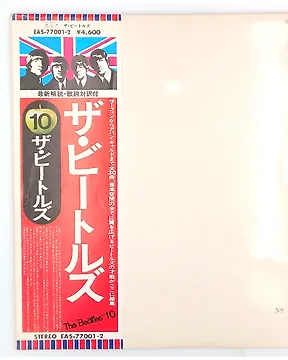 ザ・ビートルズ
EAS-77001-2 ¥4,600
最新解説・歌詞対訳付
10
ザ・ビートルズ
ザ・ビートルズ
The Beatles 10
STEREO EAS-77001-2
Nº